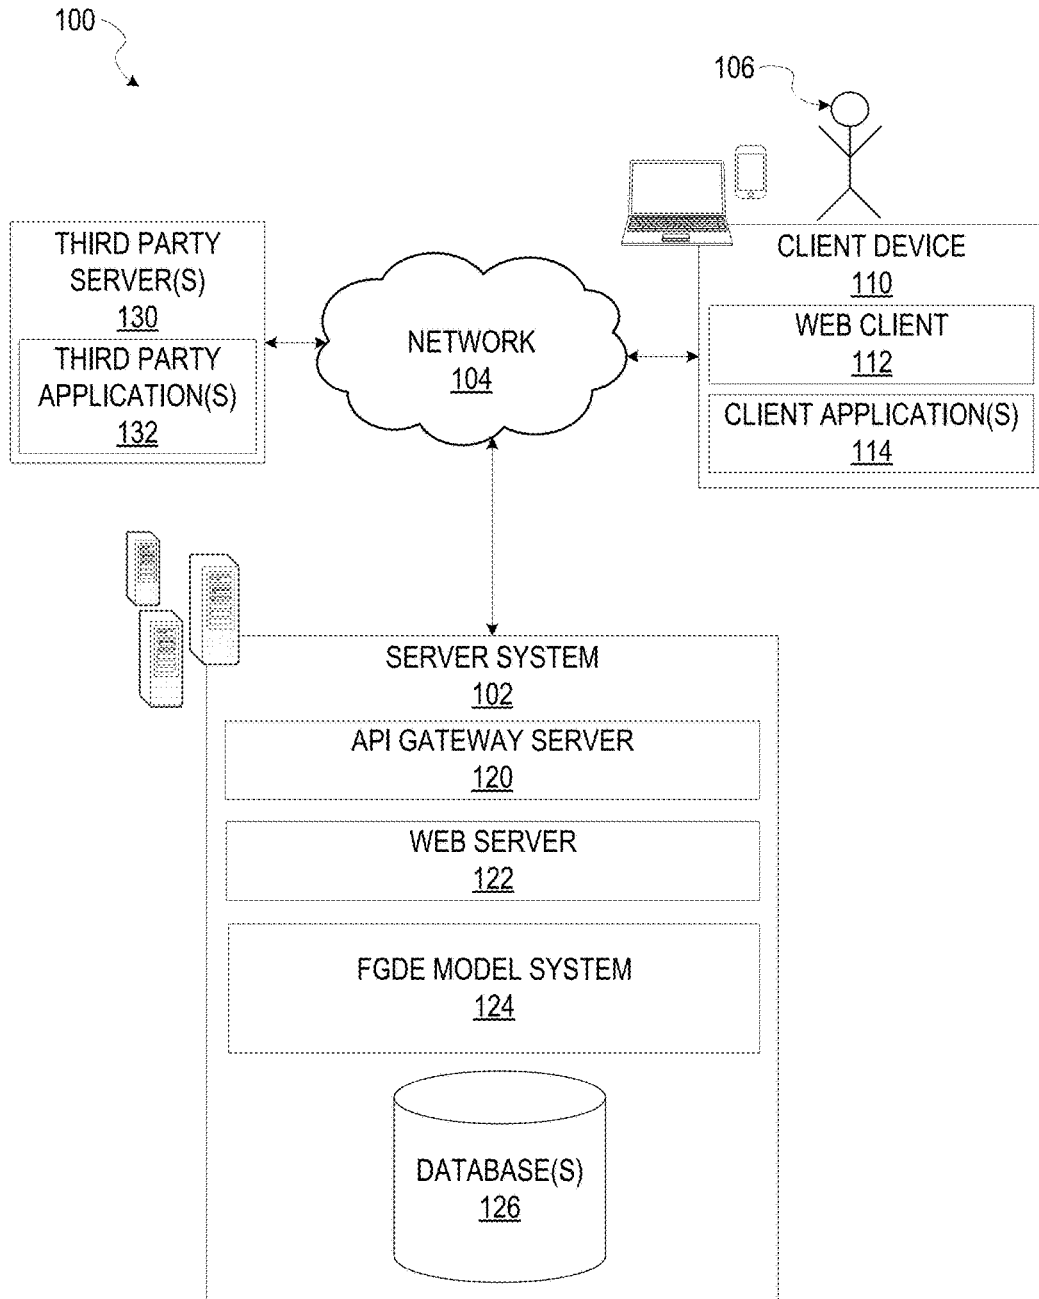 100
106
THIRD PARTY
SERVER(S)
130
THIRD PARTY
APPLICATION(S)
132
NETWORK
104
CLIENT DEVICE
110
WEB CLIENT
112
CLIENT APPLICATION(S)
114
SERVER SYSTEM
102
API GATEWAY SERVER
120
WEB SERVER
122
FGDE MODEL SYSTEM
124
DATABASE(S)
126